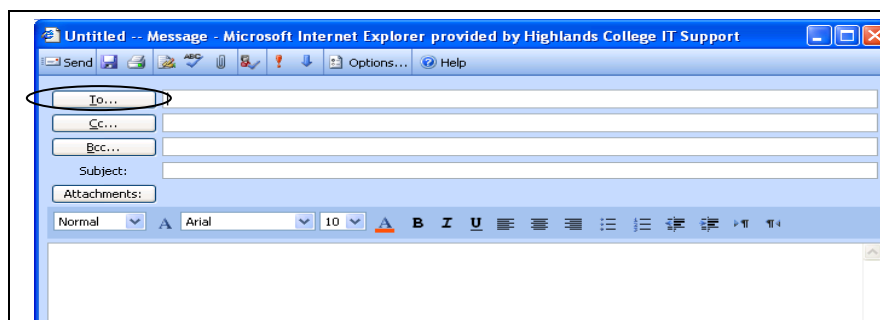 Untitled -- Message - Microsoft Internet Explorer provided by Highlands College IT Support
Send ABC Options... Help
To...
Cc...
Bcc...
Subject:
Attachments:
Normal A Arial 10 A B I U